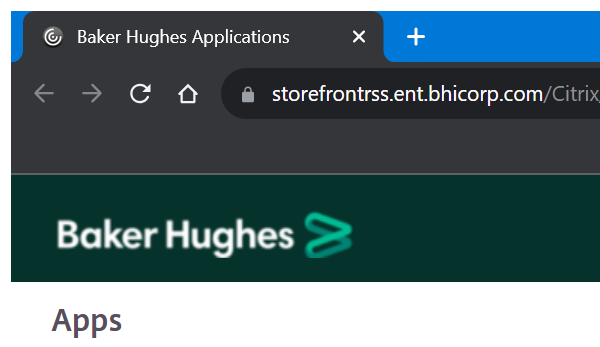 Baker Hughes Applications
storefrontrss.ent.bhicorp.com/Citrix
Baker Hughes
Apps